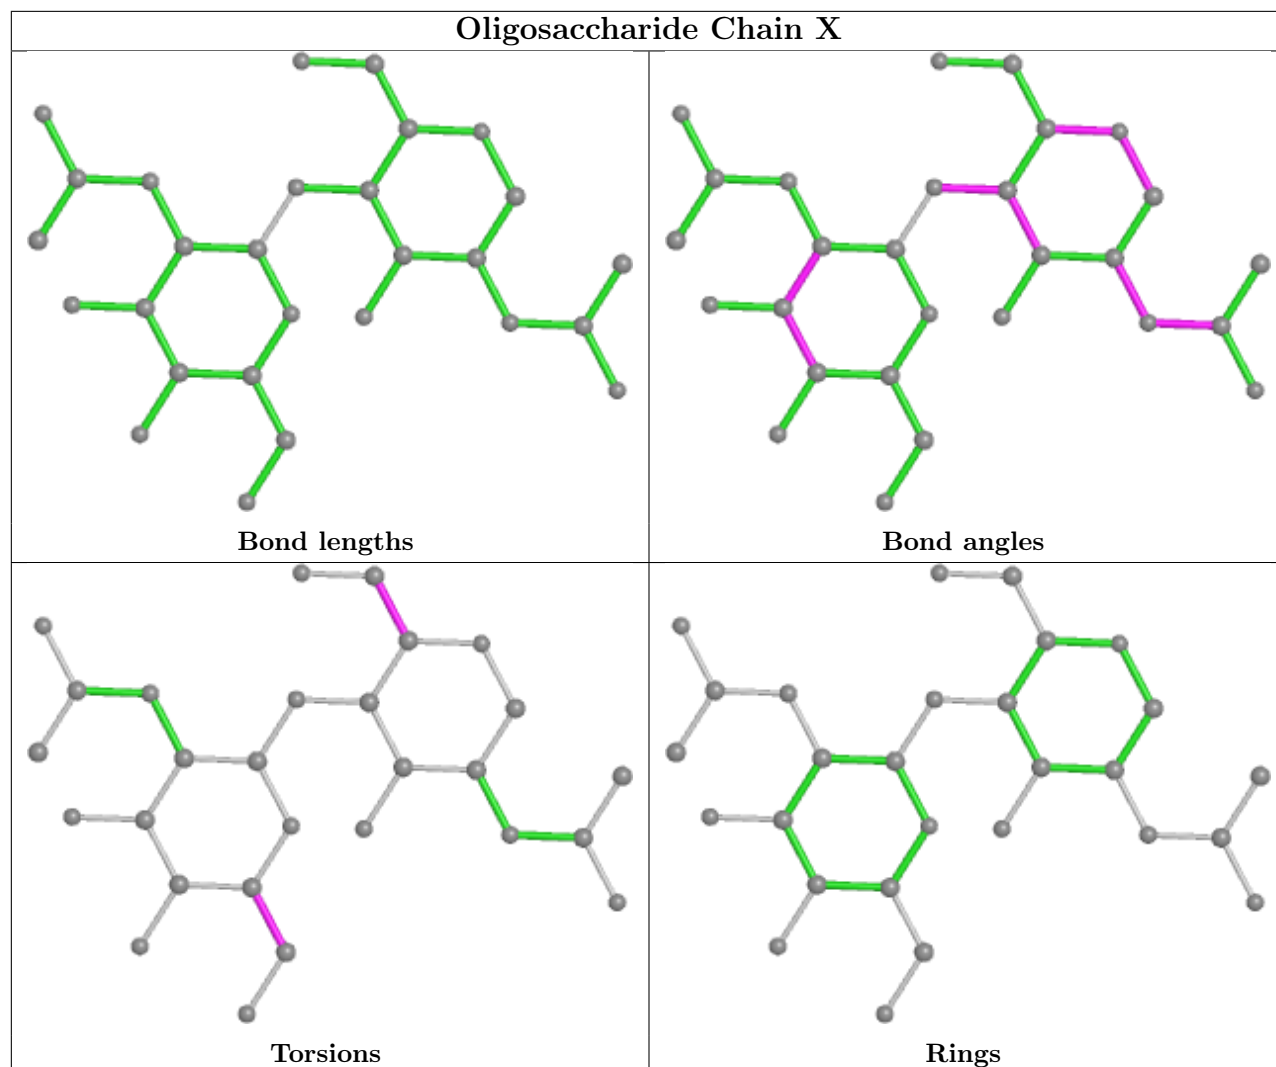 Oligosaccharide Chain X
Bond lengths
Bond angles
Torsions
Rings